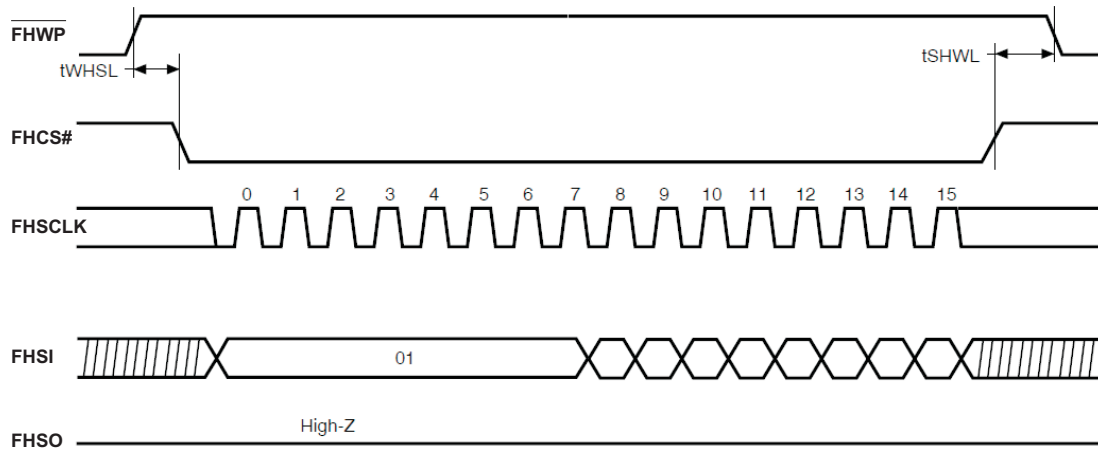 FHWP
tWHSL
tSHWL
FHCS#
0 1 2 3 4 5 6 7 8 9 10 11 12 13 14 15
FHSCLK
FHSI
01
High-Z
FHSO